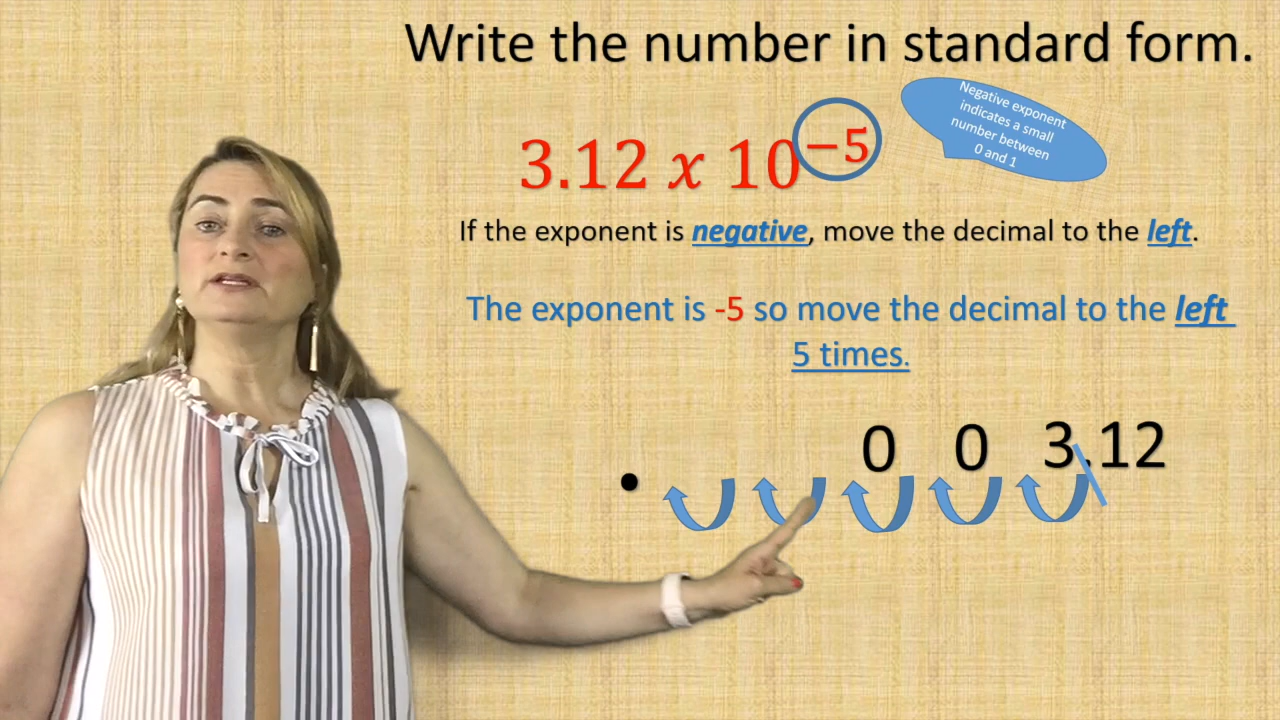 Write the number in standard form.
3.12 x 10⁻⁵
Negative exponent
indicates a small
number between
0 and 1
If the exponent is negative, move the decimal to the left.
The exponent is -5 so move the decimal to the left
5 times.
. 0 0 3.12